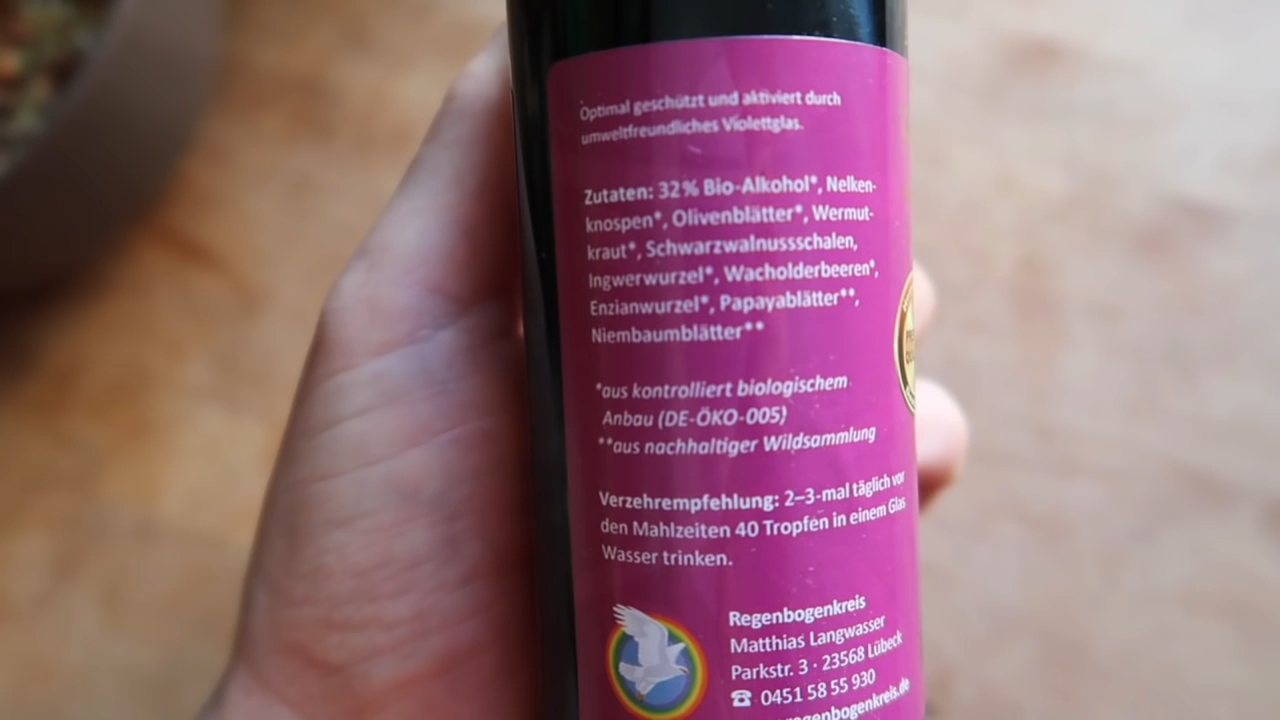 Optimal geschützt und aktiviert durch
umweltfreundliches Violettglas.
Zutaten: 32% Bio-Alkohol*, Nelken-
knospen*, Olivenblätter*, Wermut-
kraut*, Schwarzwalnussschalen,
Ingwerwurzel*, Wacholderbeeren*,
Enzianwurzel*, Papayablätter**,
Niembaumblätter**
*aus kontrolliert biologischem
Anbau (DE-ÖKO-005)
**aus nachhaltiger Wildsammlung
Verzehrempfehlung: 2–3-mal täglich vor
den Mahlzeiten 40 Tropfen in einem Glas
Wasser trinken.
Regenbogenkreis
Matthias Langwasser
Parkstr. 3 · 23568 Lübeck
☎ 0451 58 55 930
regenbogenkreis.de